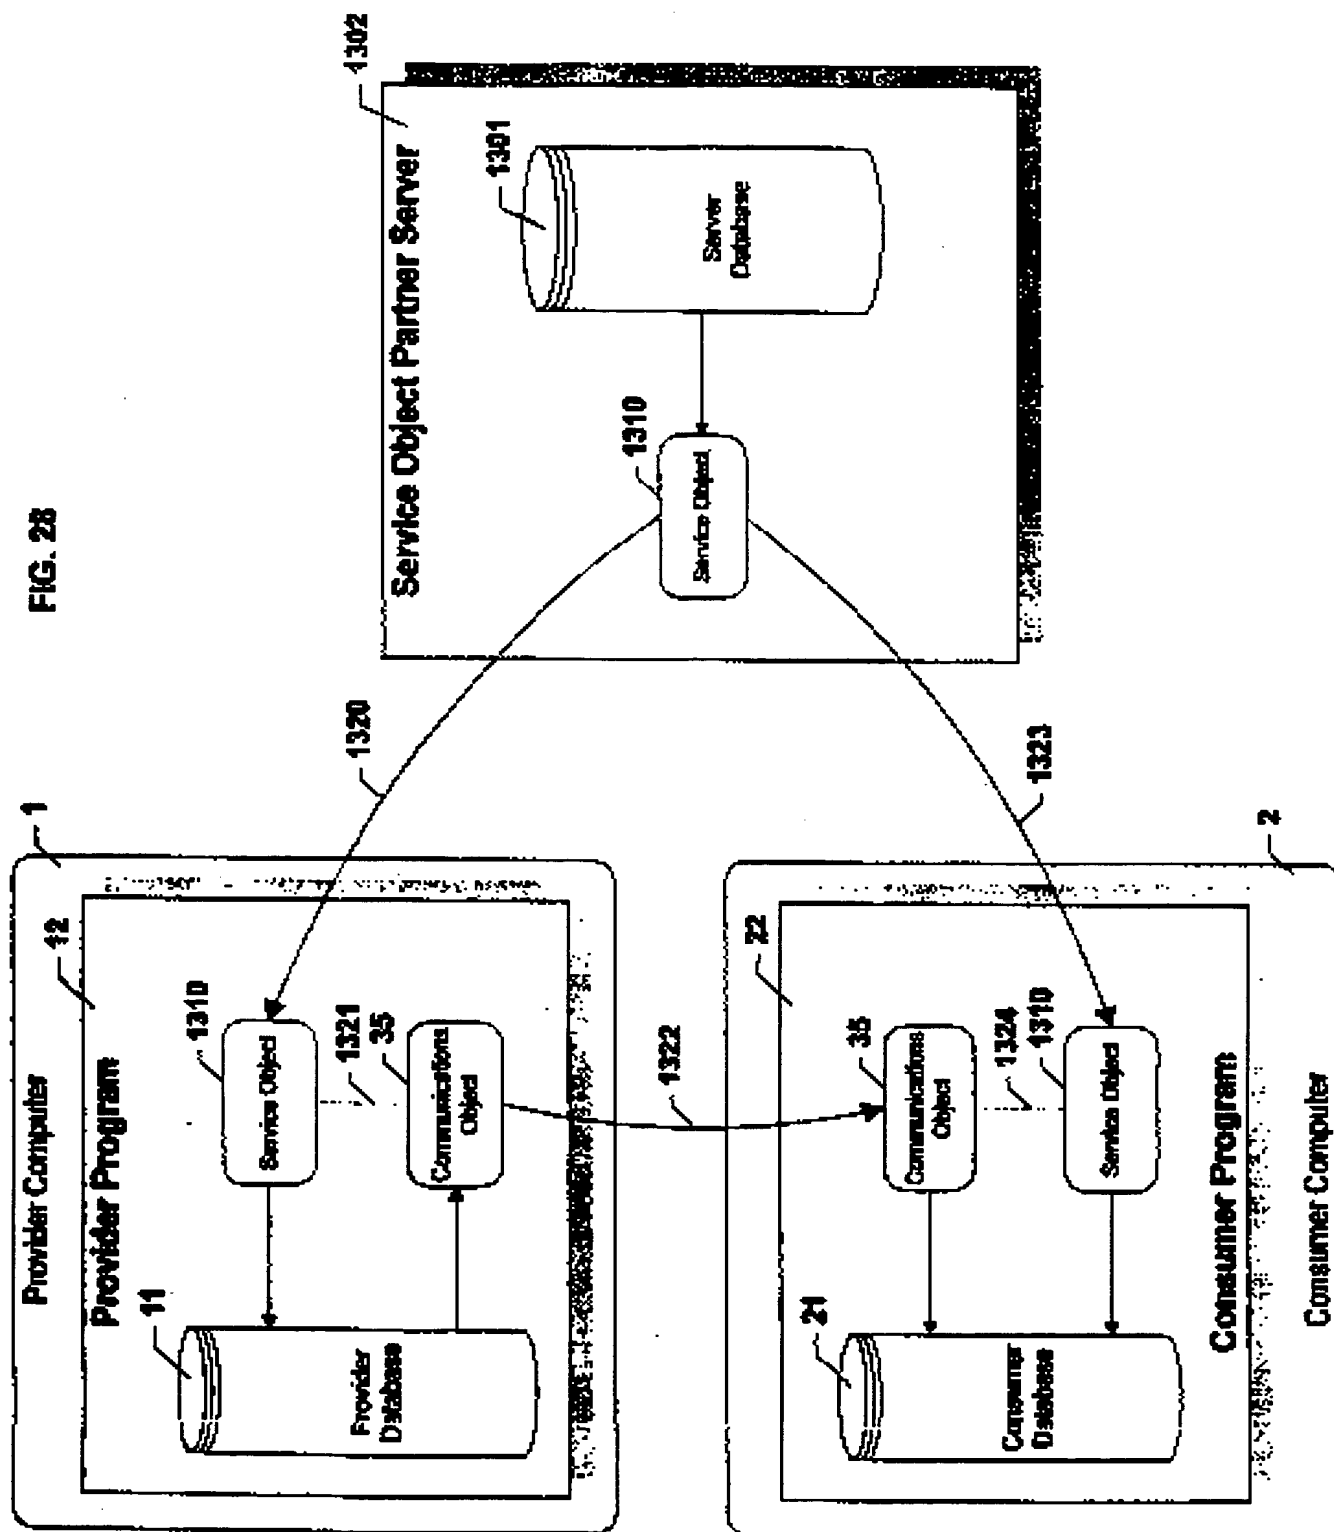 FIG. 28
Provider Computer
1
Provider Program
12
11
Provider
Database
1310
Service Object
1321
35
Communications
Object
1320
1322
Service Object Partner Server
1302
1301
Server
Database
1310
Service Object
1323
2
22
21
Consumer
Database
35
Communications
Object
1324
1310
Service Object
Consumer Program
Consumer Computer